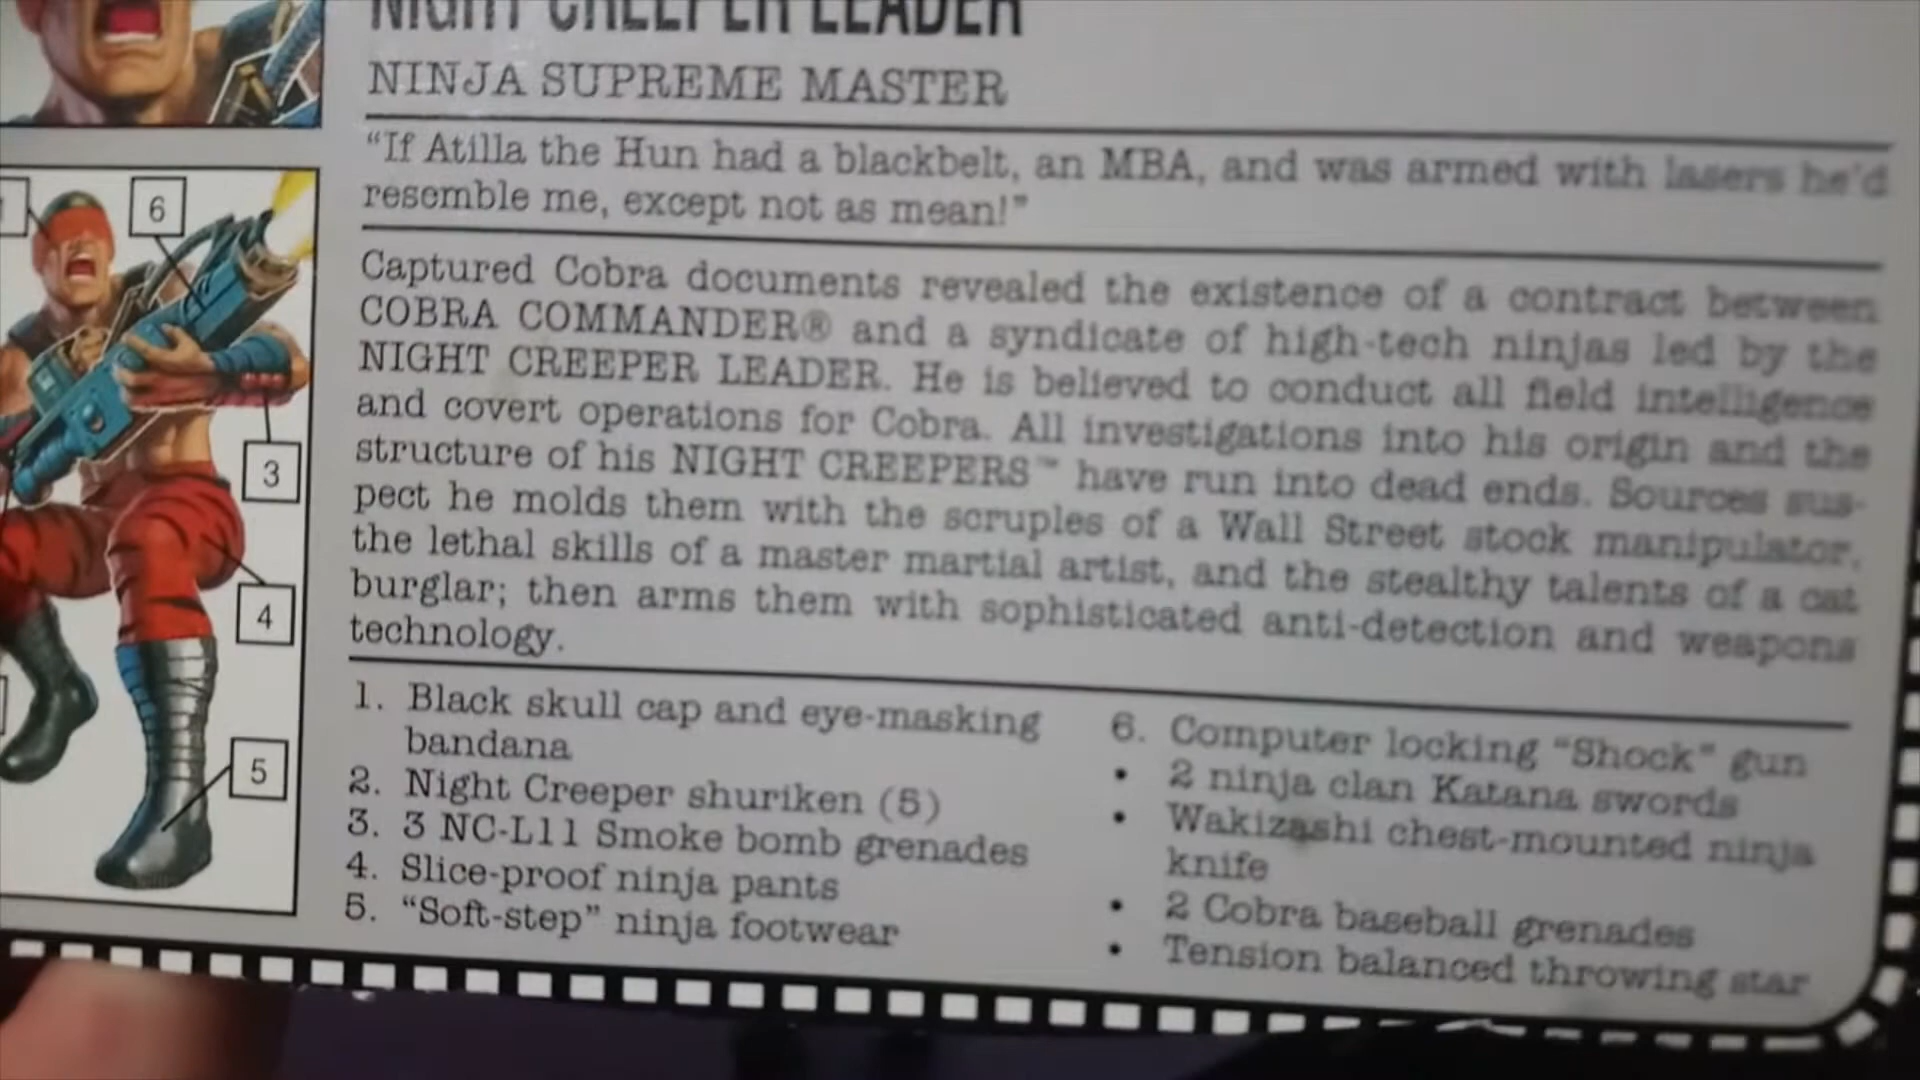 NIGHT CREEPER LEADER
NINJA SUPREME MASTER
“If Atilla the Hun had a blackbelt, an MBA, and was armed with lasers he'd
resemble me, except not as mean!”
Captured Cobra documents revealed the existence of a contract between
COBRA COMMANDER® and a syndicate of high-tech ninjas led by the
NIGHT CREEPER LEADER. He is believed to conduct all field intelligence
and covert operations for Cobra. All investigations into his origin and the
structure of his NIGHT CREEPERS™ have run into dead ends. Sources sus-
pect he molds them with the scruples of a Wall Street stock manipulator,
the lethal skills of a master martial artist, and the stealthy talents of a cat
burglar; then arms them with sophisticated anti-detection and weapons
technology.
6
3
4
5
1. Black skull cap and eye-masking
bandana
2. Night Creeper shuriken (5)
3. 3 NC-L11 Smoke bomb grenades
4. Slice-proof ninja pants
5. “Soft-step” ninja footwear
6. Computer locking “Shock” gun
• 2 ninja clan Katana swords
• Wakizashi chest-mounted ninja
knife
• 2 Cobra baseball grenades
• Tension balanced throwing star